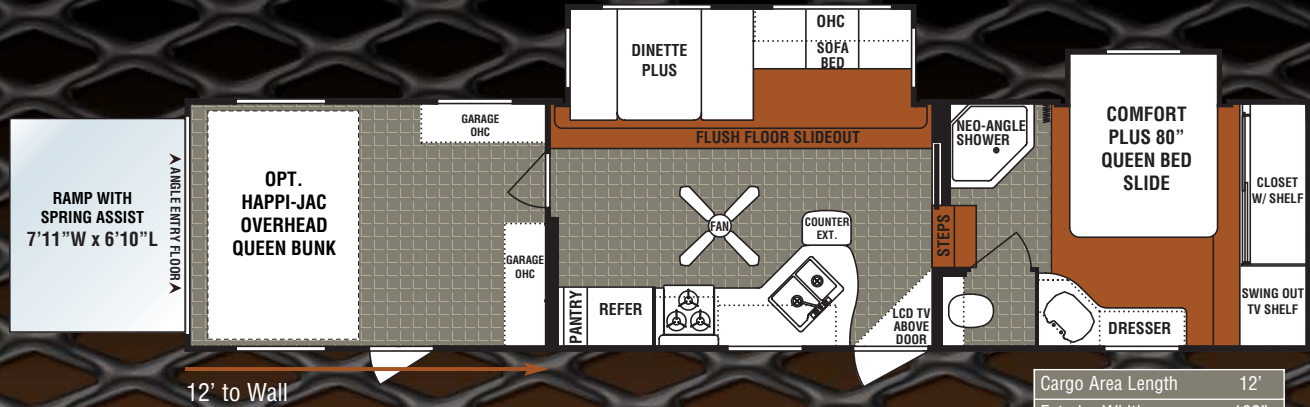 RAMP WITH
SPRING ASSIST
7'11"W x 6'10"L
ANGLE ENTRY FLOOR
OPT.
HAPPI-JAC
OVERHEAD
QUEEN BUNK
GARAGE
OHC
GARAGE
OHC
12' to Wall
DINETTE
PLUS
OHC
SOFA
BED
FLUSH FLOOR SLIDEOUT
FAN
COUNTER
EXT.
PANTRY
REFER
LCD TV
ABOVE
DOOR
STEPS
NEO-ANGLE
SHOWER
COMFORT
PLUS 80"
QUEEN BED
SLIDE
CLOSET
W/ SHELF
SWING OUT
TV SHELF
DRESSER
Cargo Area Length 12'